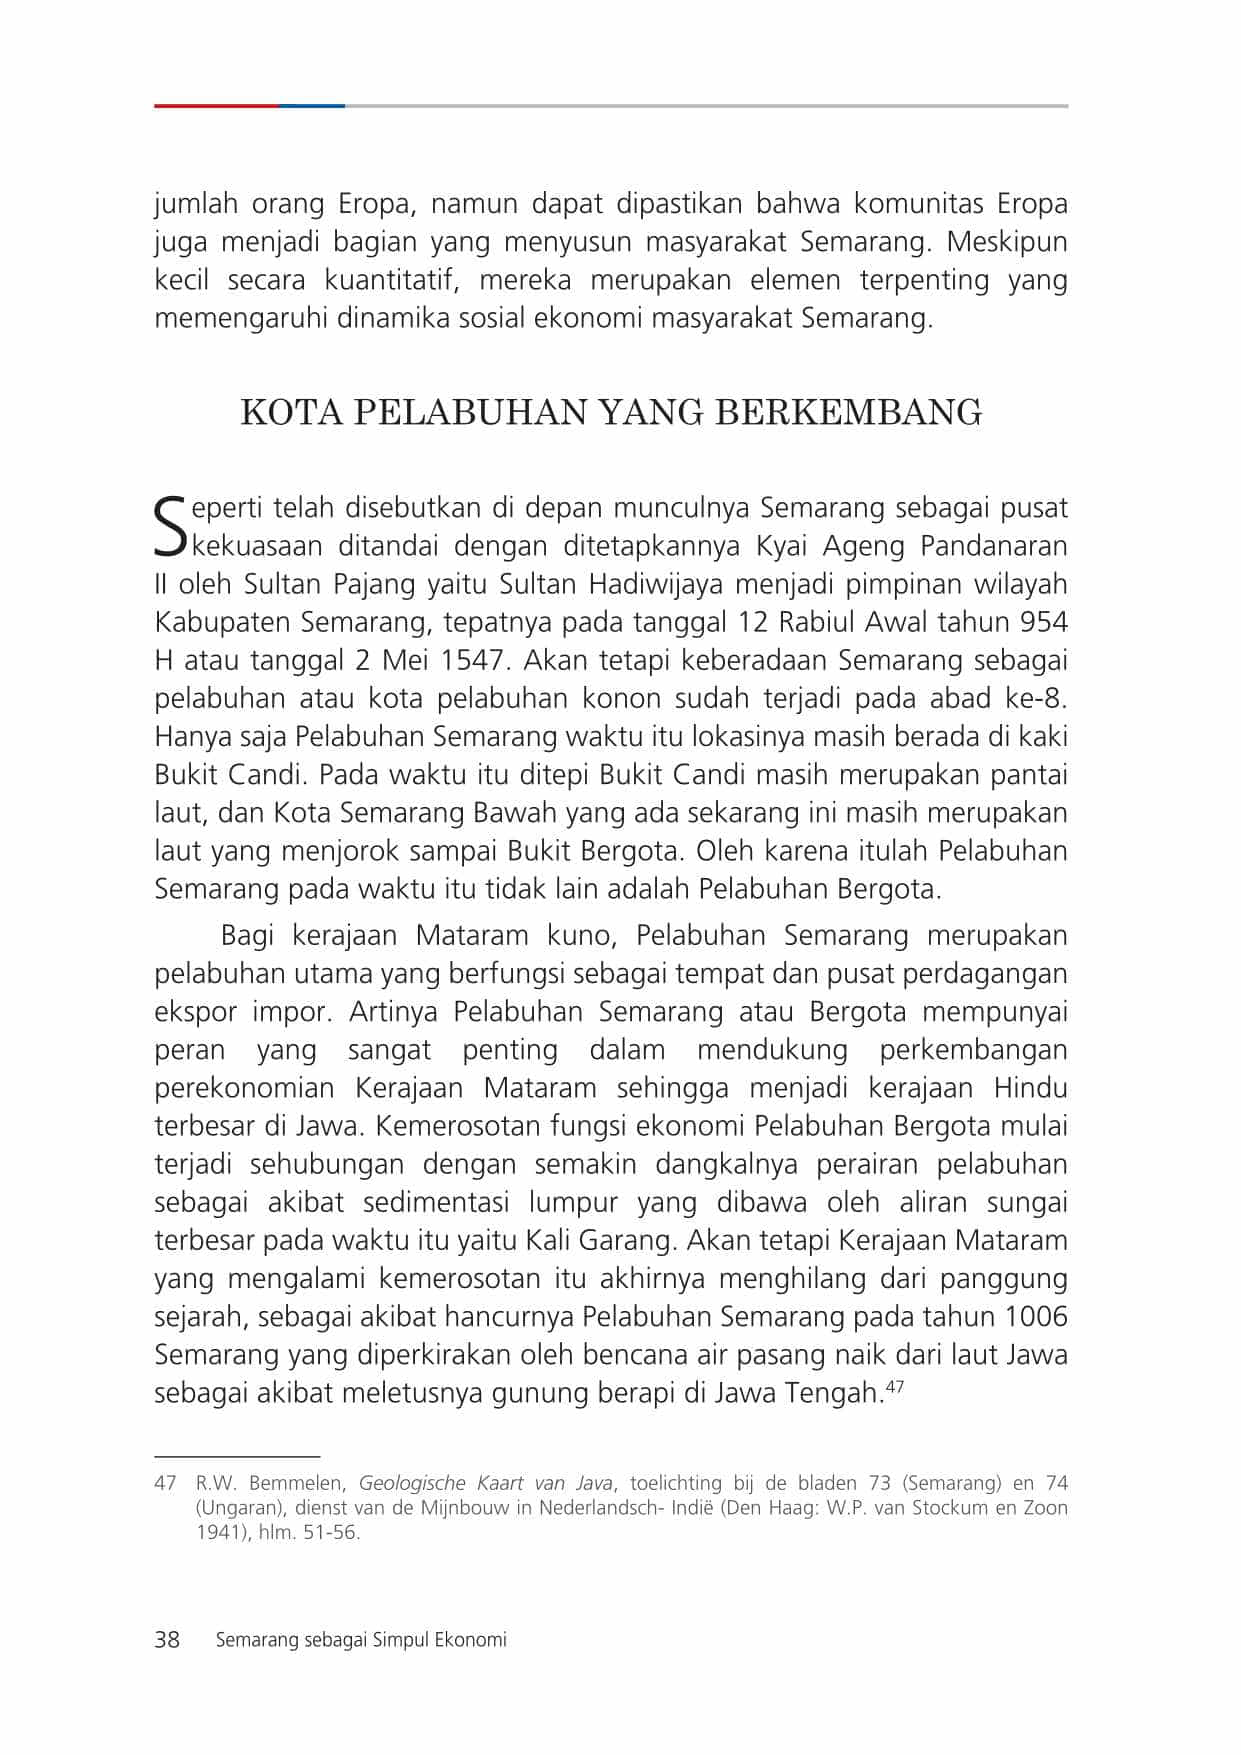 jumlah orang Eropa, namun dapat dipastikan bahwa komunitas Eropa
juga menjadi bagian yang menyusun masyarakat Semarang. Meskipun
kecil secara kuantitatif, mereka merupakan elemen terpenting yang
memengaruhi dinamika sosial ekonomi masyarakat Semarang.
KOTA PELABUHAN YANG BERKEMBANG
Seperti telah disebutkan di depan munculnya Semarang sebagai pusat
kekuasaan ditandai dengan ditetapkannya Kyai Ageng Pandanaran
II oleh Sultan Pajang yaitu Sultan Hadiwijaya menjadi pimpinan wilayah
Kabupaten Semarang, tepatnya pada tanggal 12 Rabiul Awal tahun 954
H atau tanggal 2 Mei 1547. Akan tetapi keberadaan Semarang sebagai
pelabuhan atau kota pelabuhan konon sudah terjadi pada abad ke-8.
Hanya saja Pelabuhan Semarang waktu itu lokasinya masih berada di kaki
Bukit Candi. Pada waktu itu ditepi Bukit Candi masih merupakan pantai
laut, dan Kota Semarang Bawah yang ada sekarang ini masih merupakan
laut yang menjorok sampai Bukit Bergota. Oleh karena itulah Pelabuhan
Semarang pada waktu itu tidak lain adalah Pelabuhan Bergota.
Bagi kerajaan Mataram kuno, Pelabuhan Semarang merupakan
pelabuhan utama yang berfungsi sebagai tempat dan pusat perdagangan
ekspor impor. Artinya Pelabuhan Semarang atau Bergota mempunyai
peran yang sangat penting dalam mendukung perkembangan
perekonomian Kerajaan Mataram sehingga menjadi kerajaan Hindu
terbesar di Jawa. Kemerosotan fungsi ekonomi Pelabuhan Bergota mulai
terjadi sehubungan dengan semakin dangkalnya perairan pelabuhan
sebagai akibat sedimentasi lumpur yang dibawa oleh aliran sungai
terbesar pada waktu itu yaitu Kali Garang. Akan tetapi Kerajaan Mataram
yang mengalami kemerosotan itu akhirnya menghilang dari panggung
sejarah, sebagai akibat hancurnya Pelabuhan Semarang pada tahun 1006
Semarang yang diperkirakan oleh bencana air pasang naik dari laut Jawa
sebagai akibat meletusnya gunung berapi di Jawa Tengah.47
47 R.W. Bemmelen, Geologische Kaart van Java, toelichting bij de bladen 73 (Semarang) en 74
(Ungaran), dienst van de Mijnbouw in Nederlandsch- Indië (Den Haag: W.P. van Stockum en Zoon
1941), hlm. 51-56.
38 Semarang sebagai Simpul Ekonomi